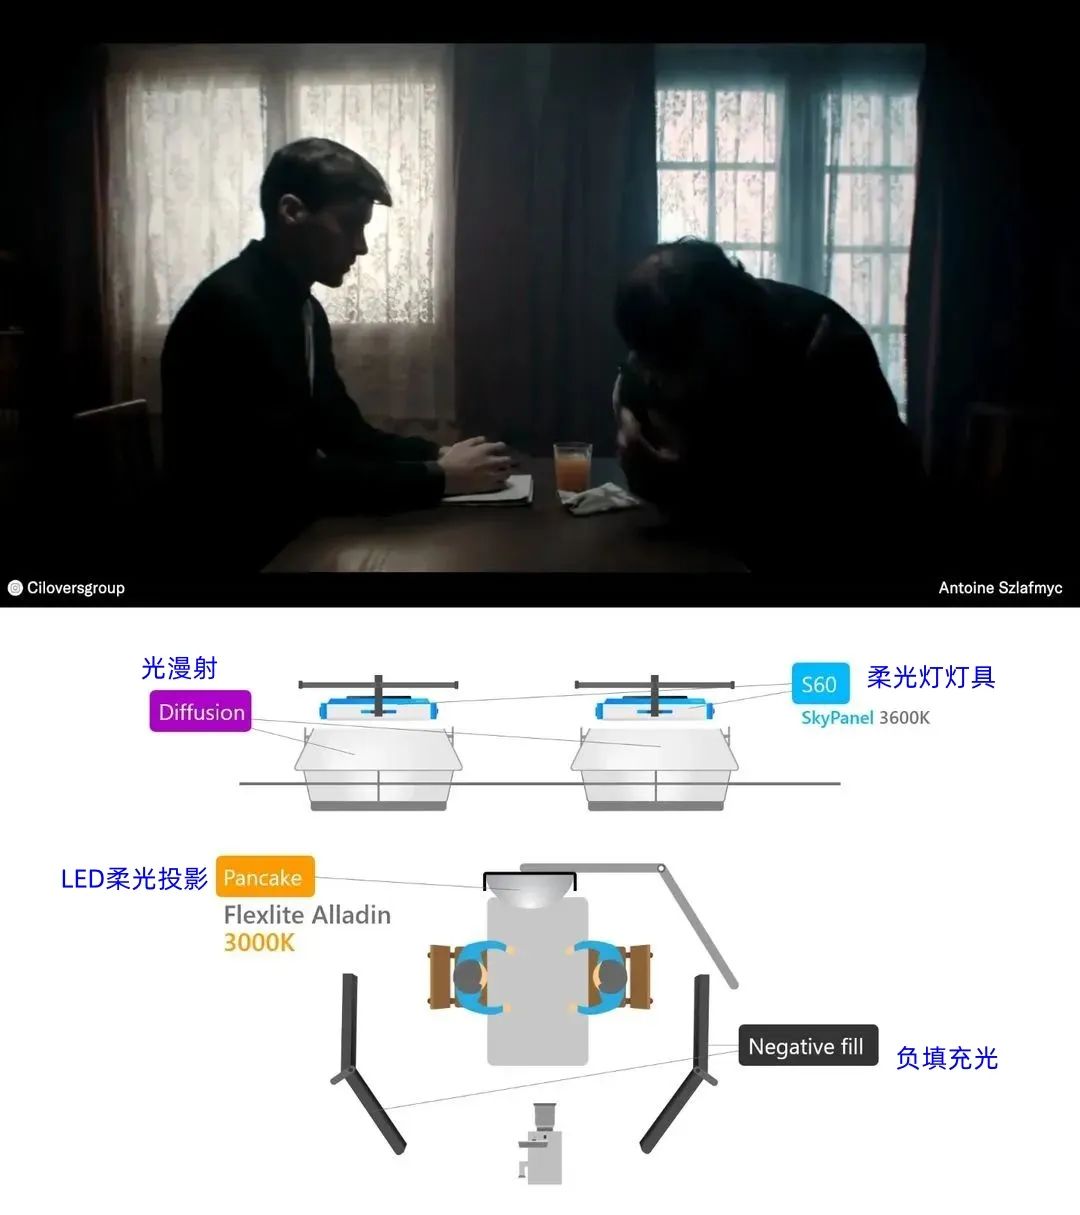 Ciloversgroup
Antoine Szlafmyc
光漫射
Diffusion
S60
柔光灯灯具
SkyPanel 3600K
LED柔光投影
Pancake
Flexlite Alladin
3000K
Negative fill
负填充光